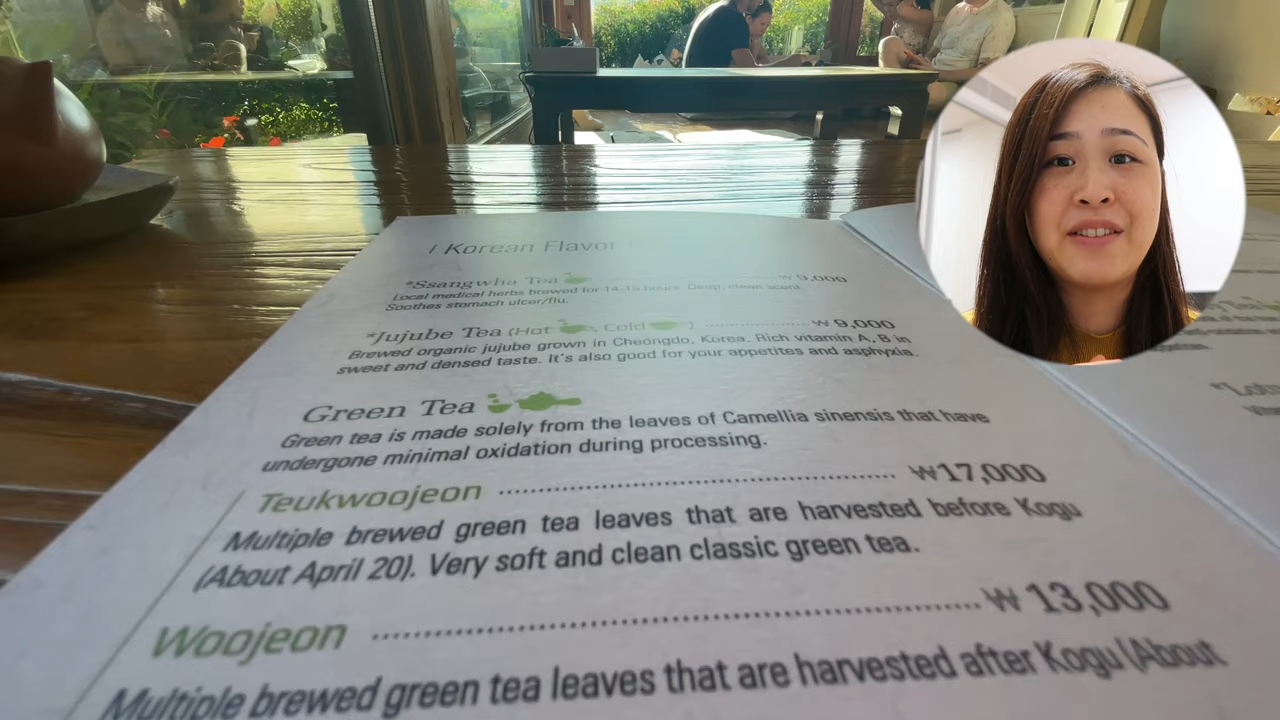 / Korean Flavor
*Ssangwha Tea ₩ 9,000
Local medical herbs brewed for 14-15 hours. Deep, clean scent.
Soothes stomach ulcer/flu.
*Jujube Tea (Hot , Cold ) ₩ 9,000
Brewed organic jujube grown in Cheongdo, Korea. Rich vitamin A, B in
sweet and densed taste. It's also good for your appetites and asphyxia.
Green Tea
Green tea is made solely from the leaves of Camellia sinensis that have
undergone minimal oxidation during processing.
Teukwoojeon ₩17,000
Multiple brewed green tea leaves that are harvested before Kogu
(About April 20). Very soft and clean classic green tea.
Woojeon ₩ 13,000
Multiple brewed green tea leaves that are harvested after Kogu (About